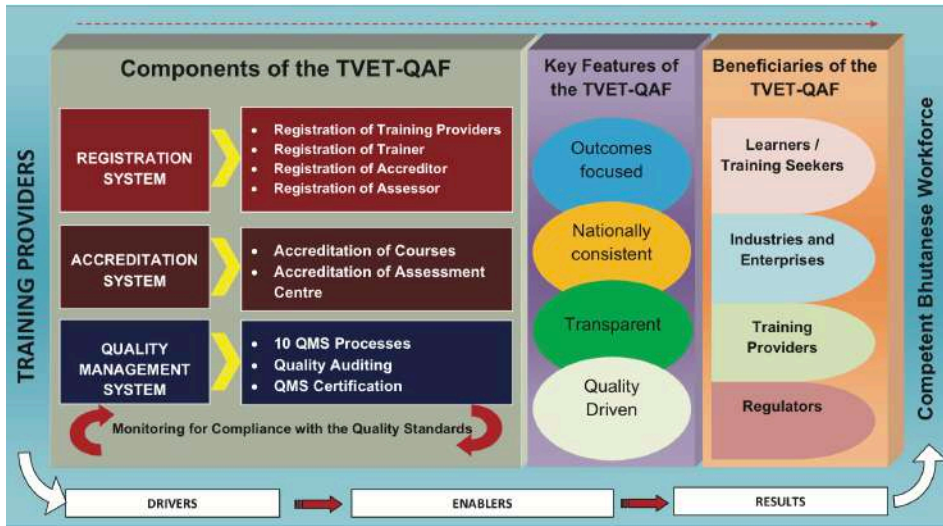 TRAINING PROVIDERS
Components of the TVET-QAF
REGISTRATION
SYSTEM
• Registration of Training Providers
• Registration of Trainer
• Registration of Accreditor
• Registration of Assessor
ACCREDITATION
SYSTEM
• Accreditation of Courses
• Accreditation of Assessment
Centre
QUALITY
MANAGEMENT
SYSTEM
• 10 QMS Processes
• Quality Auditing
• QMS Certification
Monitoring for Compliance with the Quality Standards
Key Features of
the TVET-QAF
Outcomes
focused
Nationally
consistent
Transparent
Quality
Driven
Beneficiaries of the
TVET-QAF
Learners /
Training Seekers
Industries and
Enterprises
Training
Providers
Regulators
Competent Bhutanese Workforce
DRIVERS
ENABLERS
RESULTS